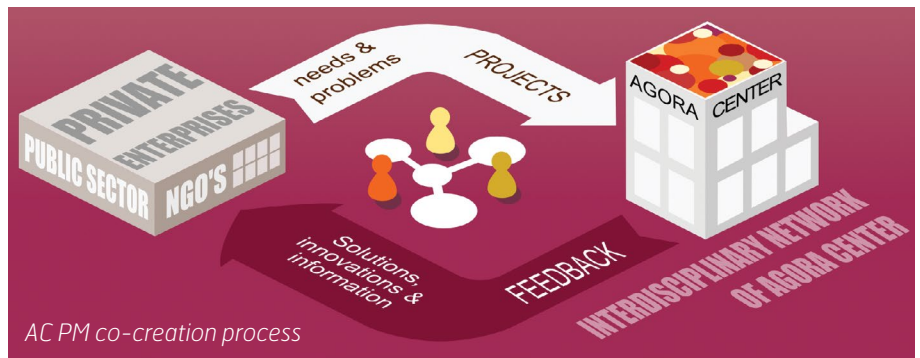 PRIVATE
ENTERPRISES
PUBLIC SECTOR
NGO'S
needs &
problems
PROJECTS
AGORA
CENTER
Solutions,
innovations &
information
FEEDBACK
INTERDISCIPLINARY NETWORK
OF AGORA CENTER
AC PM co-creation process